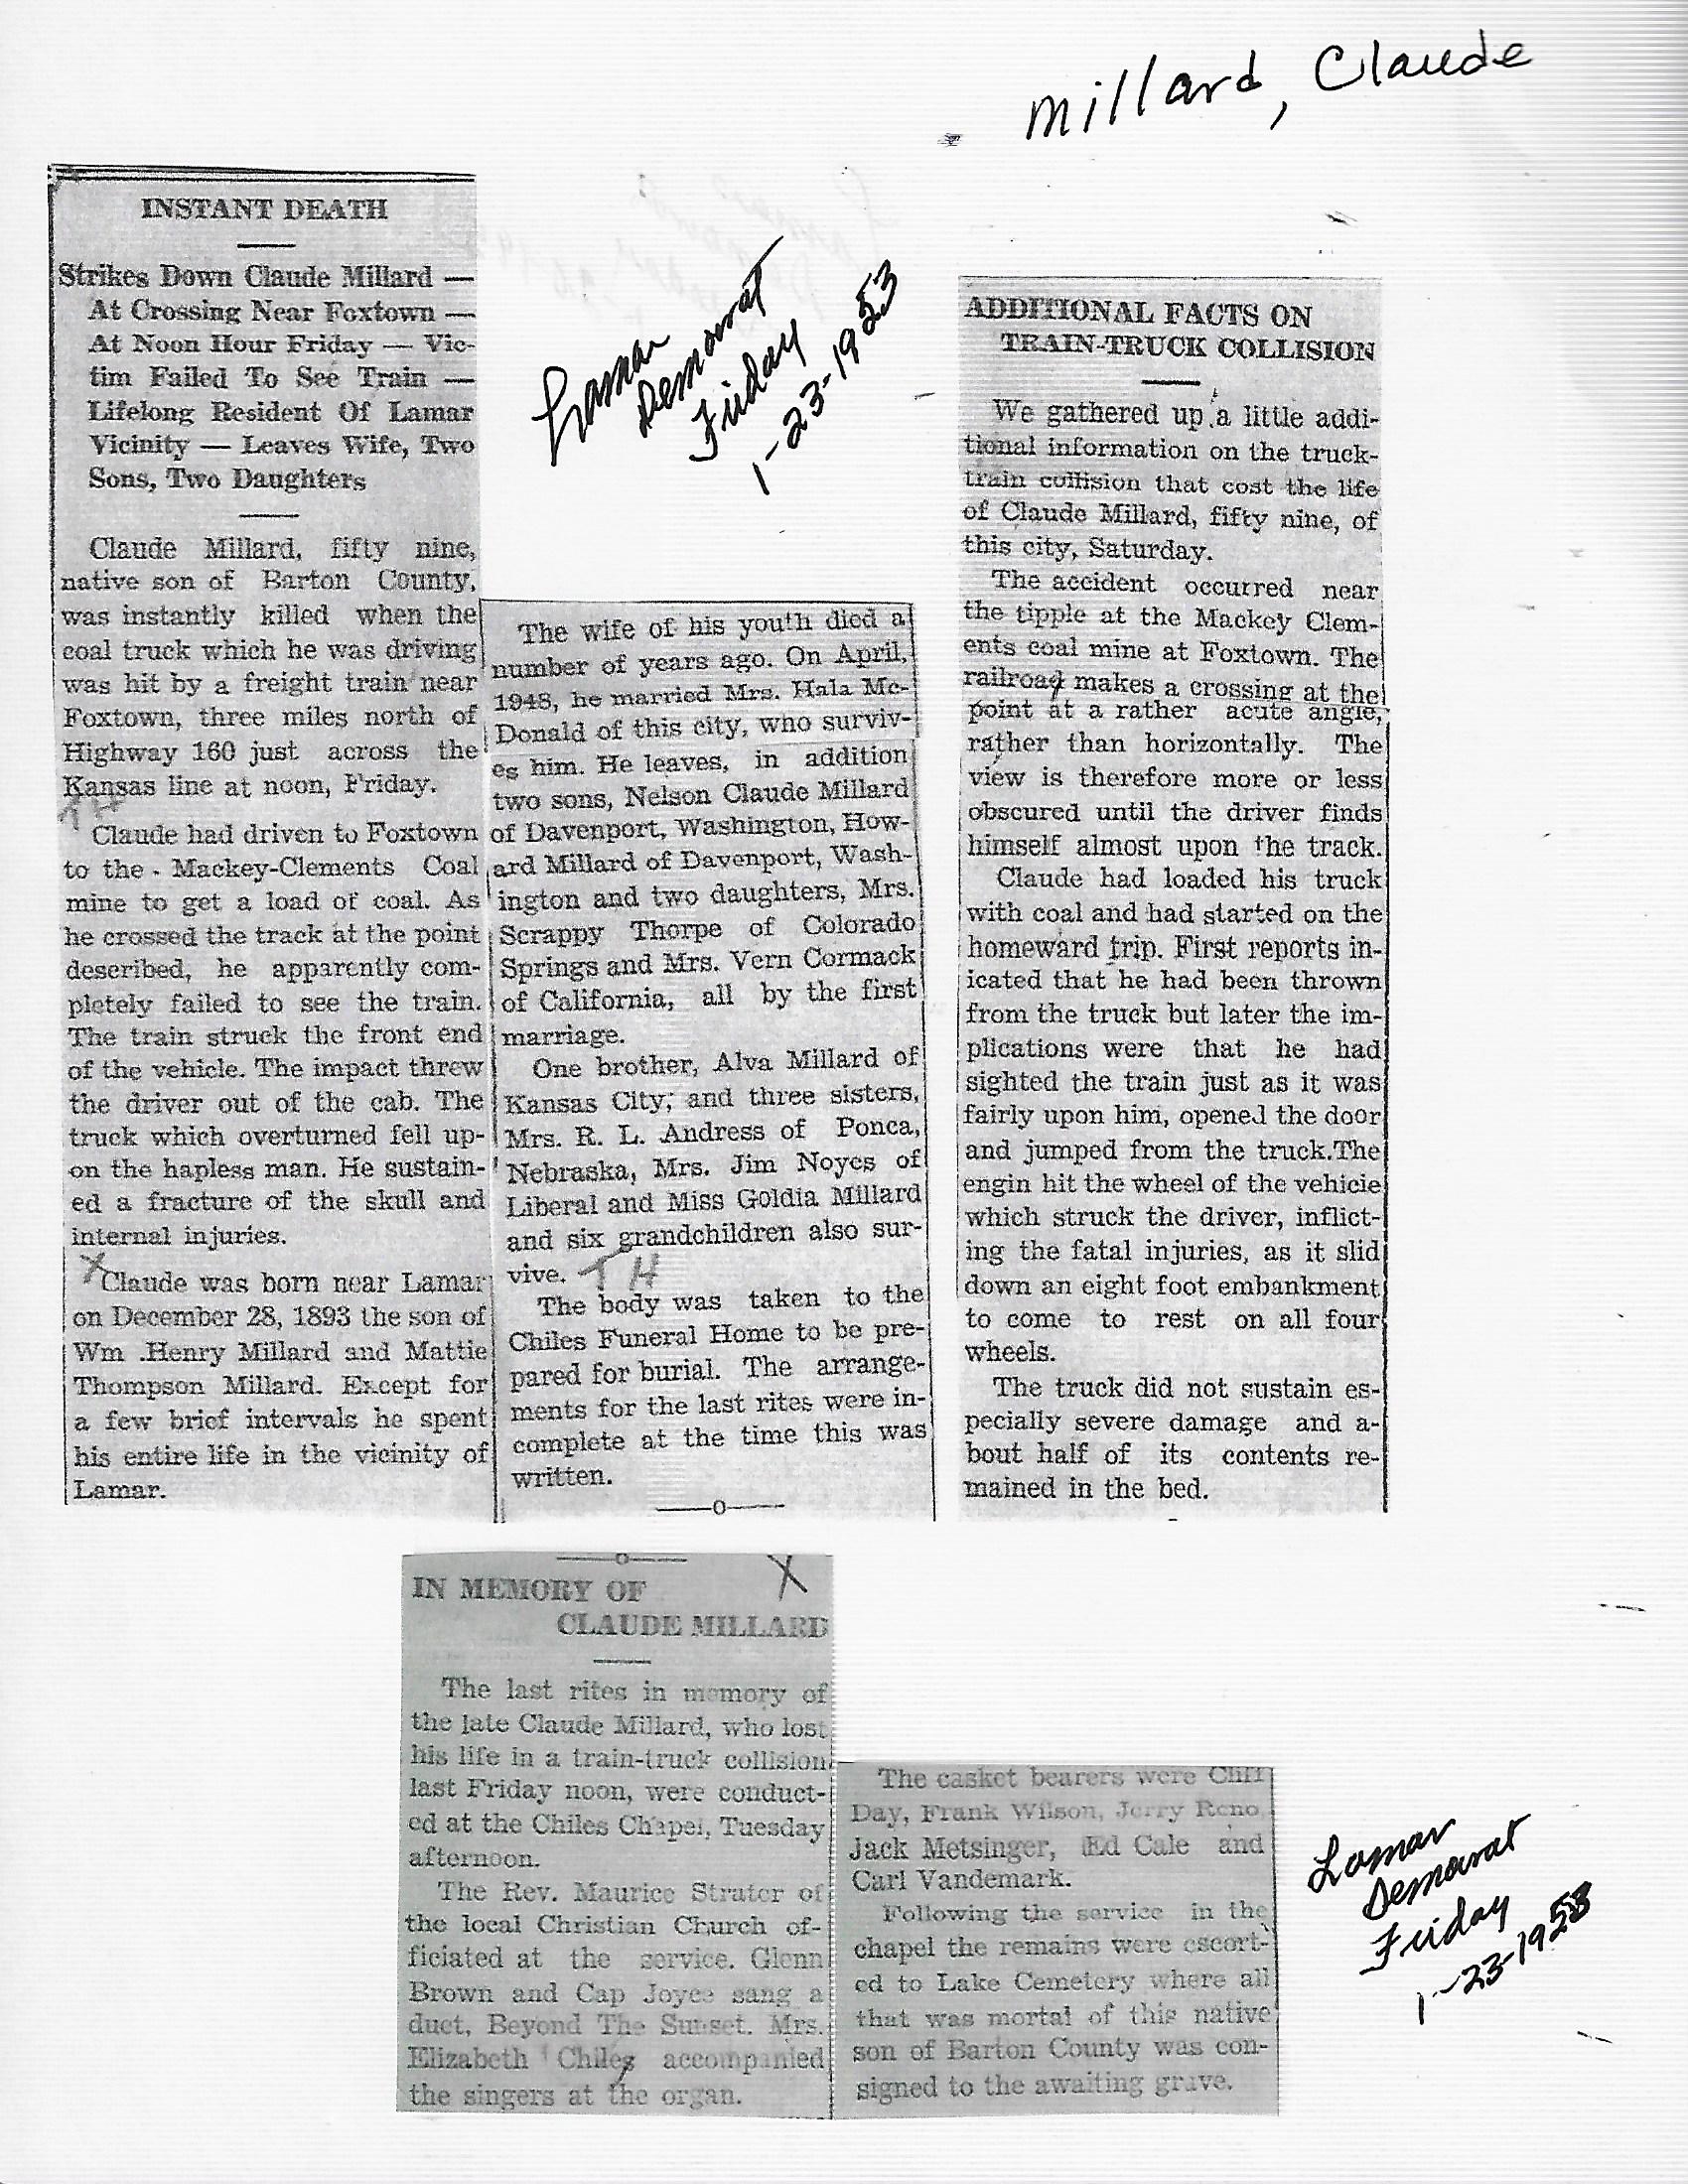 Millard, Claude
INSTANT DEATH
Strikes Down Claude Millard —
At Crossing Near Foxtown —
At Noon Hour Friday — Vic-
tim Failed To See Train —
Lifelong Resident Of Lamar
Vicinity — Leaves Wife, Two
Sons, Two Daughters
Claude Millard, fifty nine,
native son of Barton County,
was instantly killed when the
coal truck which he was driving
was hit by a freight train near
Foxtown, three miles north of
Highway 160 just across the
Kansas line at noon, Friday.
Claude had driven to Foxtown
to the Mackey-Clements Coal
mine to get a load of coal. As
he crossed the track at the point
described, he apparently com-
pletely failed to see the train.
The train struck the front end
of the vehicle. The impact threw
the driver out of the cab. The
truck which overturned fell up-
on the hapless man. He sustain-
ed a fracture of the skull and
internal injuries.
X
Claude was born near Lamar
on December 28, 1893 the son of
Wm .Henry Millard and Mattie
Thompson Millard. Except for
a few brief intervals he spent
his entire life in the vicinity of
Lamar.
Lamar
Democrat
Friday
1-23-1953
The wife of his youth died a
number of years ago. On April,
1948, he married Mrs. Hala Mc-
Donald of this city, who surviv-
es him. He leaves, in addition
two sons, Nelson Claude Millard
of Davenport, Washington, How-
ard Millard of Davenport, Wash-
ington and two daughters, Mrs.
Scrappy Thorpe of Colorado
Springs and Mrs. Vern Cormack
of California, all by the first
marriage.
One brother, Alva Millard of
Kansas City; and three sisters,
Mrs. R. L. Andress of Ponca,
Nebraska, Mrs. Jim Noyes of
Liberal and Miss Goldia Millard
and six grandchildren also sur-
vive. TH
The body was taken to the
Chiles Funeral Home to be pre-
pared for burial. The arrange-
ments for the last rites were in-
complete at the time this was
written.
——o——
ADDITIONAL FACTS ON
TRAIN-TRUCK COLLISION
We gathered up a little addi-
tional information on the truck-
train collision that cost the life
of Claude Millard, fifty nine, of
this city, Saturday.
The accident occurred near
the tipple at the Mackey Clem-
ents coal mine at Foxtown. The
railroad makes a crossing at the
point at a rather acute angle,
rather than horizontally. The
view is therefore more or less
obscured until the driver finds
himself almost upon the track.
Claude had loaded his truck
with coal and had started on the
homeward trip. First reports in-
icated that he had been thrown
from the truck but later the im-
plications were that he had
sighted the train just as it was
fairly upon him, opened the door
and jumped from the truck.The
engin hit the wheel of the vehicle
which struck the driver, inflict-
ing the fatal injuries, as it slid
down an eight foot embankment
to come to rest on all four
wheels.
The truck did not sustain es-
pecially severe damage and a-
bout half of its contents re-
mained in the bed.
——o——
X
IN MEMORY OF
CLAUDE MILLARD
The last rites in memory of
the late Claude Millard, who lost
his life in a train-truck collision
last Friday noon, were conduct-
ed at the Chiles Chapel, Tuesday
afternoon.
The Rev. Maurice Strator of
the local Christian Church of-
ficiated at the service. Glenn
Brown and Cap Joyce sang a
duct, Beyond The Sunset. Mrs.
Elizabeth Chiles accompanied
the singers at the organ.
The casket bearers were Cliff
Day, Frank Wilson, Jerry Reno,
Jack Metsinger, Ed Cale and
Carl Vandemark.
Following the service in the
chapel the remains were escort-
ed to Lake Cemetery where all
that was mortal of this native
son of Barton County was con-
signed to the awaiting grave.
Lamar
Democrat
Friday
1-23-1953